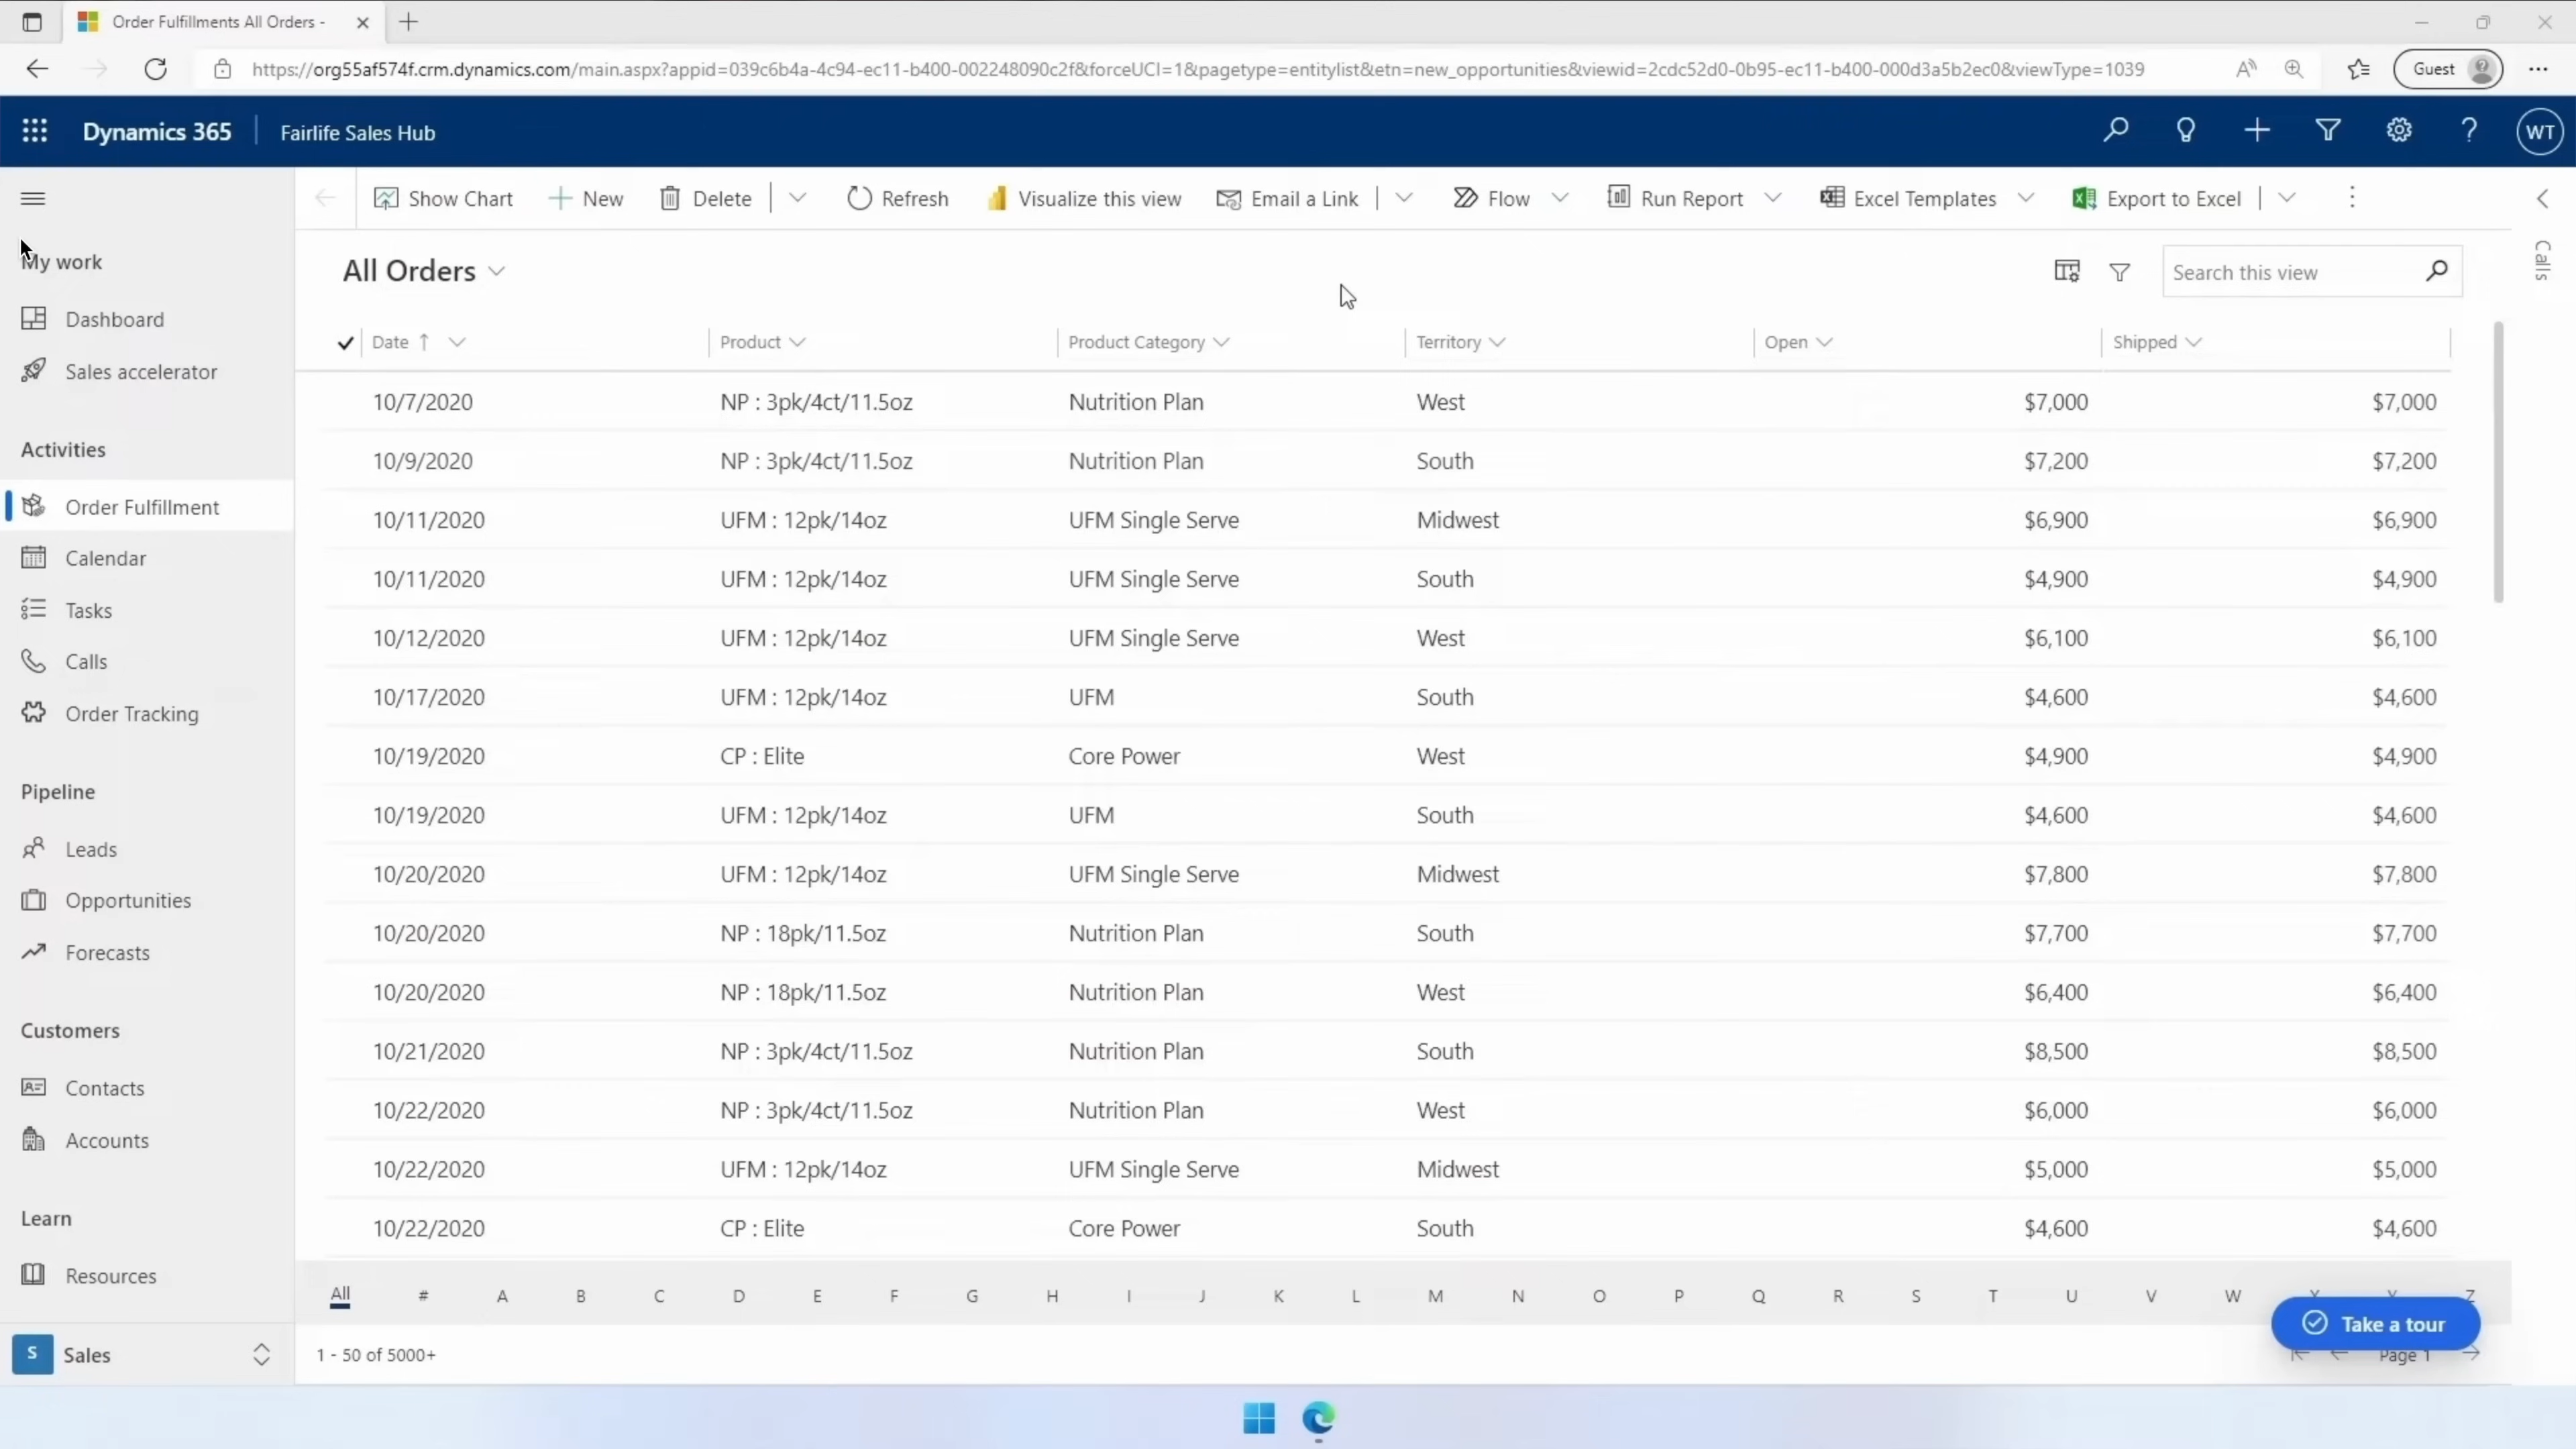 Order Fulfillments All Orders -
https://org55af574f.crm.dynamics.com/main.aspx?appid=039c6b4a-4c94-ec11-b400-002248090c2f&forceUCI=1&pagetype=entitylist&etn=new_opportunities&viewid=2cdc52d0-0b95-ec11-b400-000d3a5b2ec0&viewType=1039
Guest
Dynamics 365 Fairlife Sales Hub
WT
Show Chart New Delete Refresh Visualize this view Email a Link Flow Run Report Excel Templates Export to Excel
Calls
My work
Dashboard
Sales accelerator
Activities
Order Fulfillment
Calendar
Tasks
Calls
Order Tracking
Pipeline
Leads
Opportunities
Forecasts
Customers
Contacts
Accounts
Learn
Resources
S Sales
All Orders
Search this view
Date Product Product Category Territory Open Shipped
10/7/2020 NP : 3pk/4ct/11.5oz Nutrition Plan West $7,000 $7,000
10/9/2020 NP : 3pk/4ct/11.5oz Nutrition Plan South $7,200 $7,200
10/11/2020 UFM : 12pk/14oz UFM Single Serve Midwest $6,900 $6,900
10/11/2020 UFM : 12pk/14oz UFM Single Serve South $4,900 $4,900
10/12/2020 UFM : 12pk/14oz UFM Single Serve West $6,100 $6,100
10/17/2020 UFM : 12pk/14oz UFM South $4,600 $4,600
10/19/2020 CP : Elite Core Power West $4,900 $4,900
10/19/2020 UFM : 12pk/14oz UFM South $4,600 $4,600
10/20/2020 UFM : 12pk/14oz UFM Single Serve Midwest $7,800 $7,800
10/20/2020 NP : 18pk/11.5oz Nutrition Plan South $7,700 $7,700
10/20/2020 NP : 18pk/11.5oz Nutrition Plan West $6,400 $6,400
10/21/2020 NP : 3pk/4ct/11.5oz Nutrition Plan South $8,500 $8,500
10/22/2020 NP : 3pk/4ct/11.5oz Nutrition Plan West $6,000 $6,000
10/22/2020 UFM : 12pk/14oz UFM Single Serve Midwest $5,000 $5,000
10/22/2020 CP : Elite Core Power South $4,600 $4,600
All # A B C D E F G H I J K L M N O P Q R S T U V W X Y Z
Take a tour
1 - 50 of 5000+
Page 1